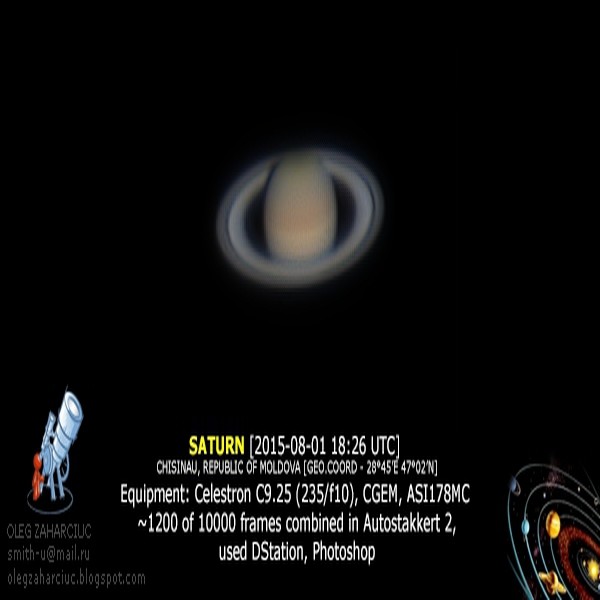 SATURN [2015-08-01 18:26 UTC]
CHISINAU, REPUBLIC OF MOLDOVA [GEO.COORD - 28°45'E 47°02'N]
Equipment: Celestron C9.25 (235/f10), CGEM, ASI178MC
~1200 of 10000 frames combined in Autostakkert 2,
used DStation, Photoshop
OLEG ZAHARCIUC
smith-u@mail.ru
olegzaharciuc.blogspot.com